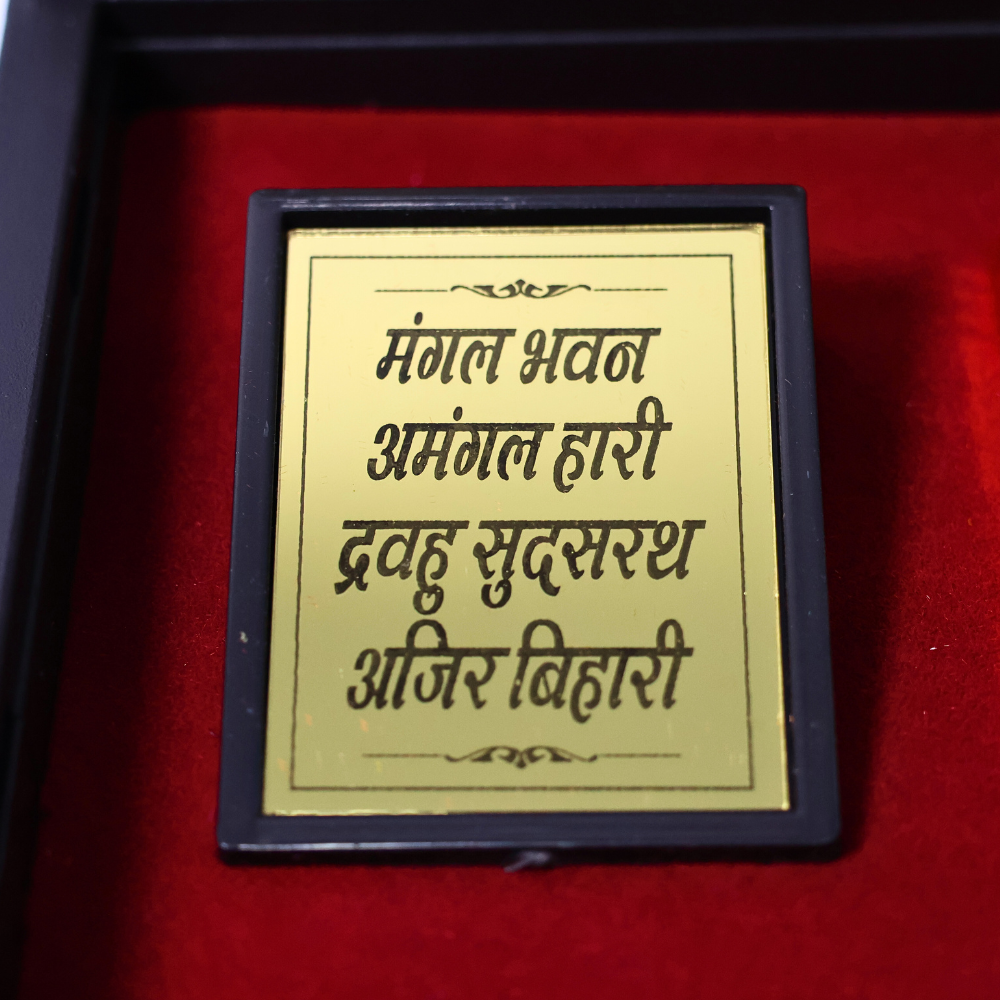 मंगल भवन
अमंगल हारी
द्रवहु सुदसरथ
अजिर बिहारी